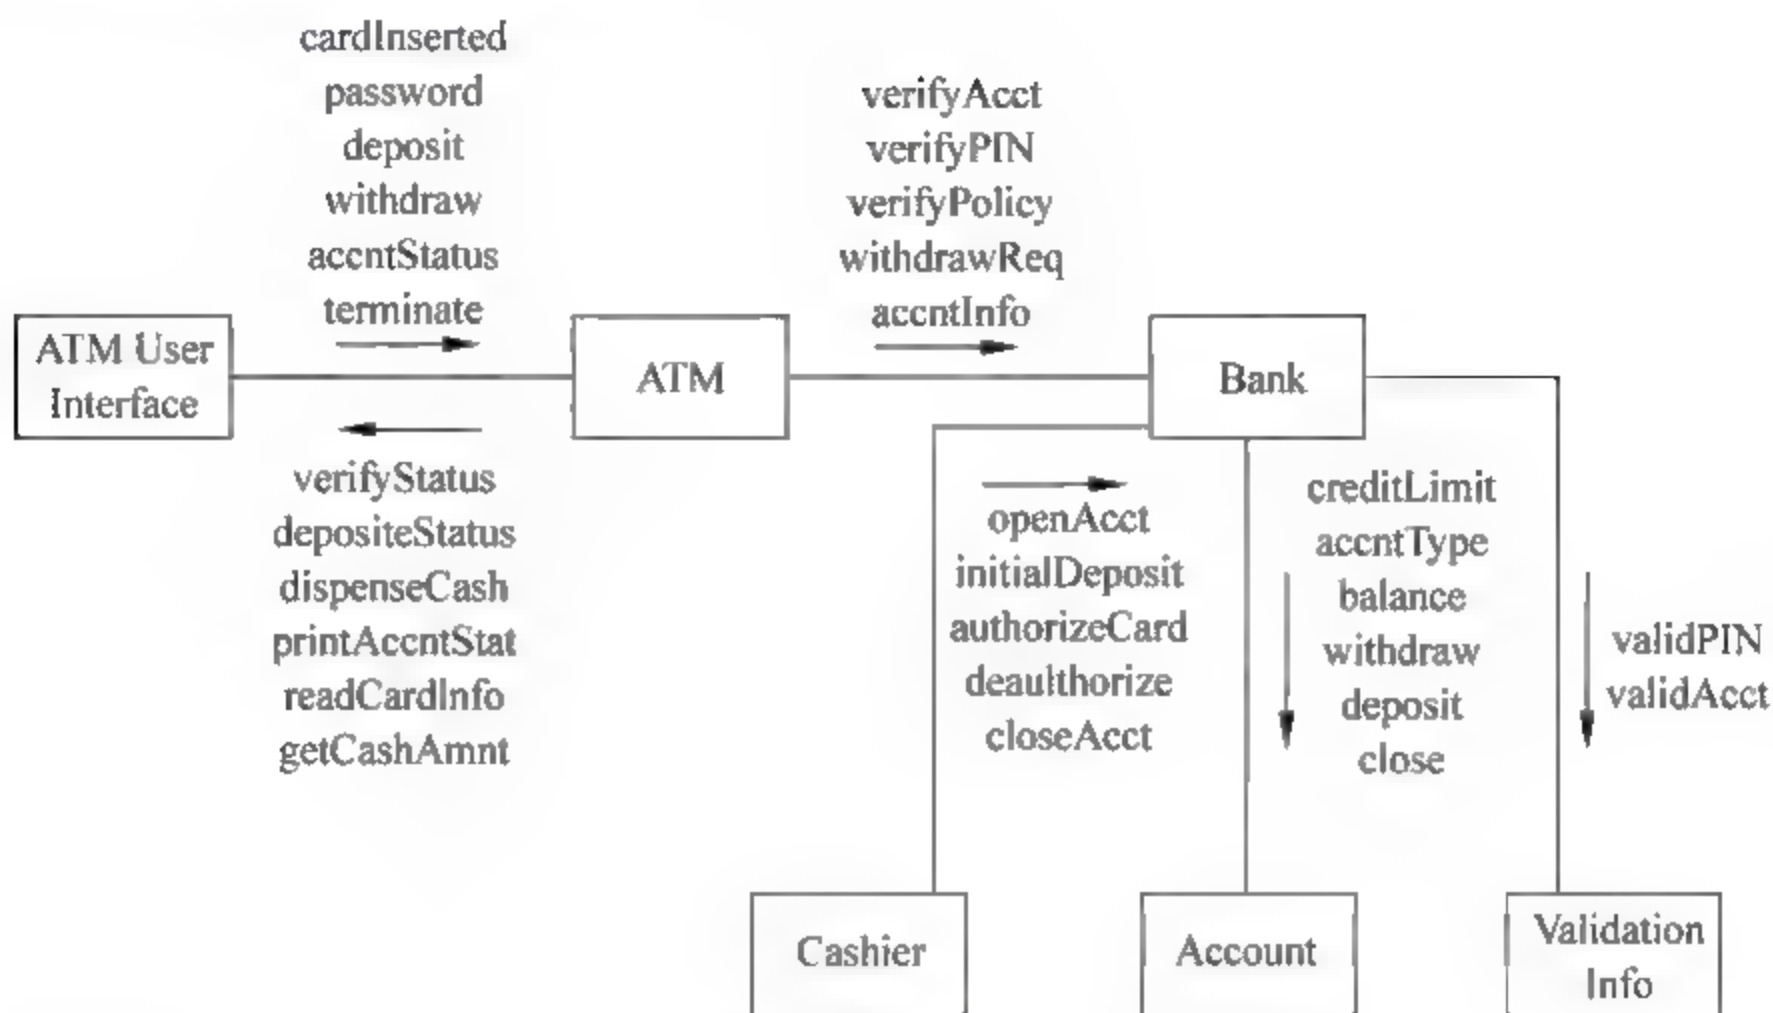 cardInserted
password
deposit
withdraw
accntStatus
terminate
verifyAcct
verifyPIN
verifyPolicy
withdrawReq
accntInfo
ATM User
Interface
ATM
Bank
verifyStatus
depositeStatus
dispenseCash
printAccntStat
readCardInfo
getCashAmnt
openAcct
initialDeposit
authorizeCard
deaulthorize
closeAcct
creditLimit
accntType
balance
withdraw
deposit
close
validPIN
validAcct
Cashier
Account
Validation
Info